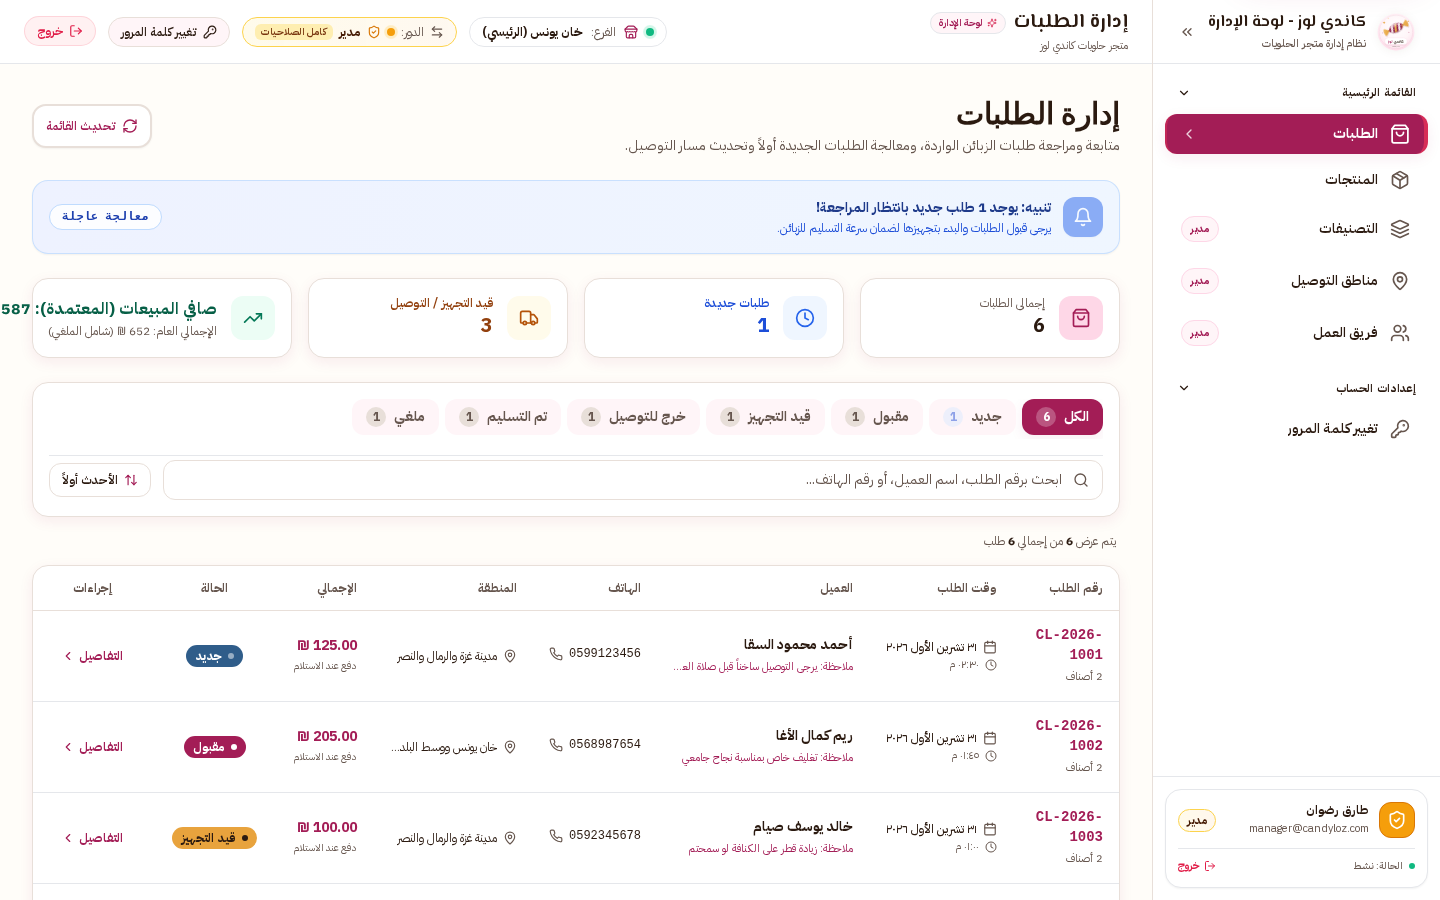 كاندي لوز - لوحة الإدارة
نظام إدارة متجر الحلويات
القائمة الرئيسية
الطلبات
المنتجات
التصنيفات
مدير
مناطق التوصيل
مدير
فريق العمل
مدير
إعدادات الحساب
تغيير كلمة المرور
طارق رضوان
manager@candyloz.com
مدير
الحالة: نشط
خروج
إدارة الطلبات
لوحة الإدارة
متجر حلويات كاندي لوز
الفرع: خان يونس (الرئيسي)
الدور: مدير كامل الصلاحيات
تغيير كلمة المرور
خروج
إدارة الطلبات
متابعة ومراجعة طلبات الزبائن الواردة، ومعالجة الطلبات الجديدة أولاً وتحديث مسار التوصيل.
تحديث القائمة
تنبيه: يوجد 1 طلب جديد بانتظار المراجعة!
يرجى قبول الطلبات والبدء بتجهيزها لضمان سرعة التسليم للزبائن.
معالجة عاجلة
إجمالي الطلبات
6
طلبات جديدة
1
قيد التجهيز / التوصيل
3
صافي المبيعات (المعتمدة): 587
الإجمالي العام: 652 ₪ (شامل الملغي)
الكل 6
جديد 1
مقبول 1
قيد التجهيز 1
خرج للتوصيل 1
تم التسليم 1
ملغي 1
ابحث برقم الطلب، اسم العميل، أو رقم الهاتف...
الأحدث أولاً
يتم عرض 6 من إجمالي 6 طلب
رقم الطلب وقت الطلب العميل الهاتف المنطقة الإجمالي الحالة إجراءات
CL-2026-1001
2 أصناف
٣١ تشرين الأول ٢٠٢٦
٠٢:٣٠ م
أحمد محمود السقا
ملاحظة: يرجى التوصيل ساخناً قبل صلاة العـ...
0599123456
مدينة غزة والرمال والنصر
125.00 ₪
دفع عند الاستلام
جديد
التفاصيل
CL-2026-1002
2 أصناف
٣١ تشرين الأول ٢٠٢٦
٠١:٤٥ م
ريم كمال الأغا
ملاحظة: تغليف خاص بمناسبة نجاح جامعي
0568987654
خان يونس ووسط البلد...
205.00 ₪
دفع عند الاستلام
مقبول
التفاصيل
CL-2026-1003
2 أصناف
٣١ تشرين الأول ٢٠٢٦
٠١:٠٠ م
خالد يوسف صيام
ملاحظة: زيادة قطر على الكنافة لو سمحتم
0592345678
مدينة غزة والرمال والنصر
100.00 ₪
دفع عند الاستلام
قيد التجهيز
التفاصيل